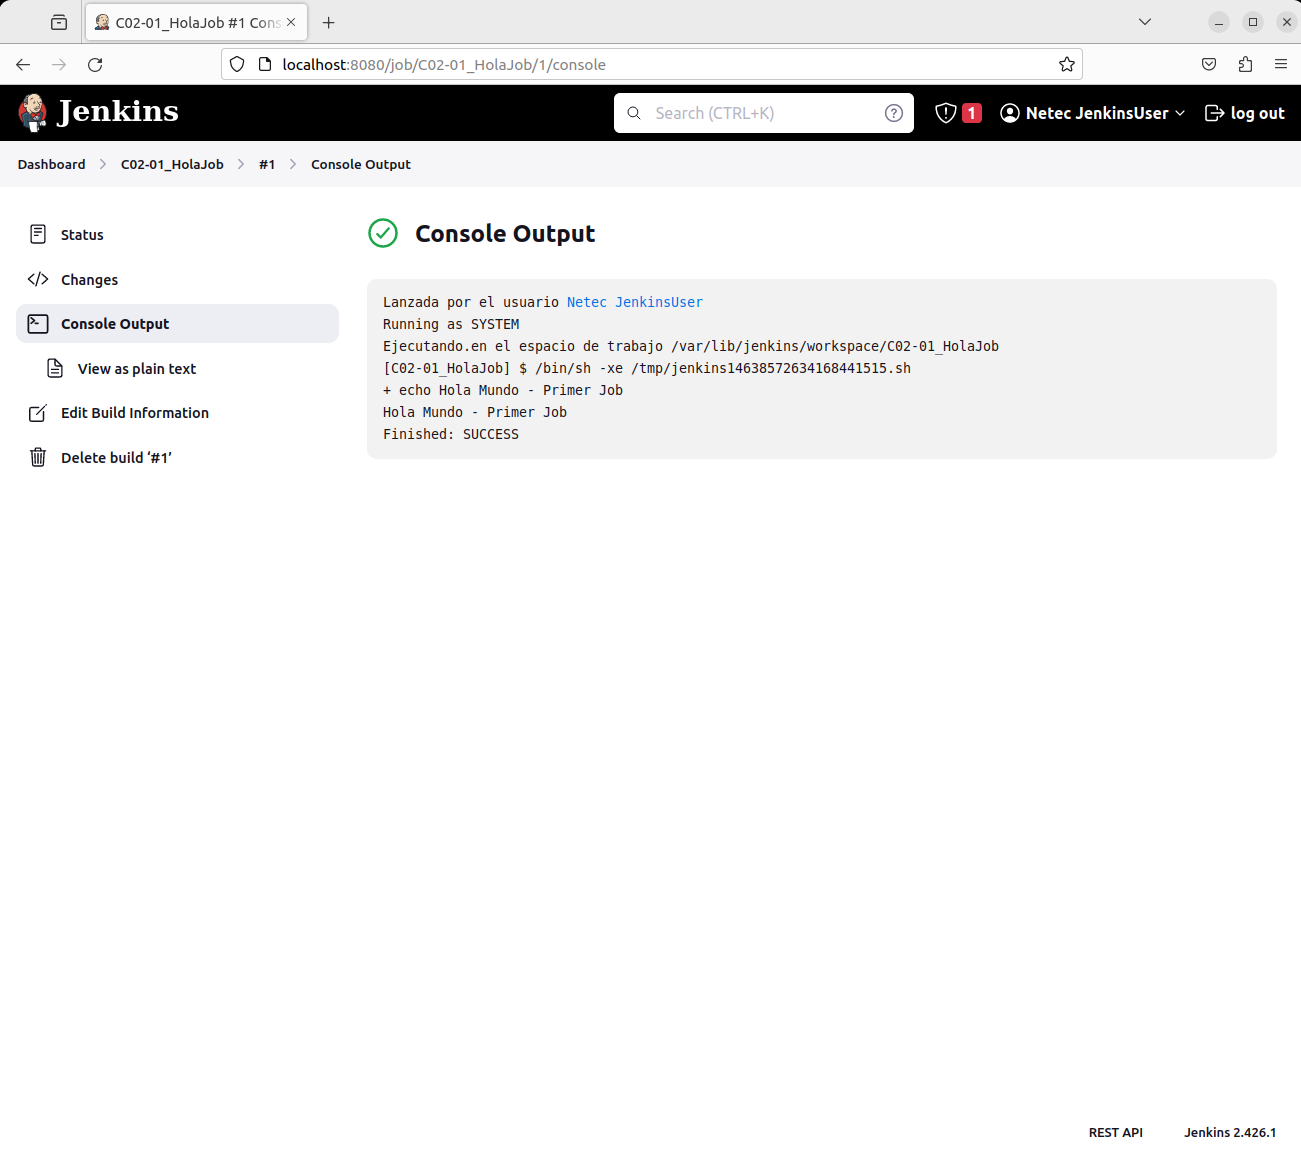 C02-01_HolaJob #1 Cons
localhost:8080/job/C02-01_HolaJob/1/console
Jenkins
Search (CTRL+K)
1
Netec JenkinsUser
log out
Dashboard
C02-01_HolaJob
#1
Console Output
Status
Changes
Console Output
View as plain text
Edit Build Information
Delete build ‘#1’
Console Output
Lanzada por el usuario Netec JenkinsUser
Running as SYSTEM
Ejecutando.en el espacio de trabajo /var/lib/jenkins/workspace/C02-01_HolaJob
[C02-01_HolaJob] $ /bin/sh -xe /tmp/jenkins14638572634168441515.sh
+ echo Hola Mundo - Primer Job
Hola Mundo - Primer Job
Finished: SUCCESS
REST API
Jenkins 2.426.1